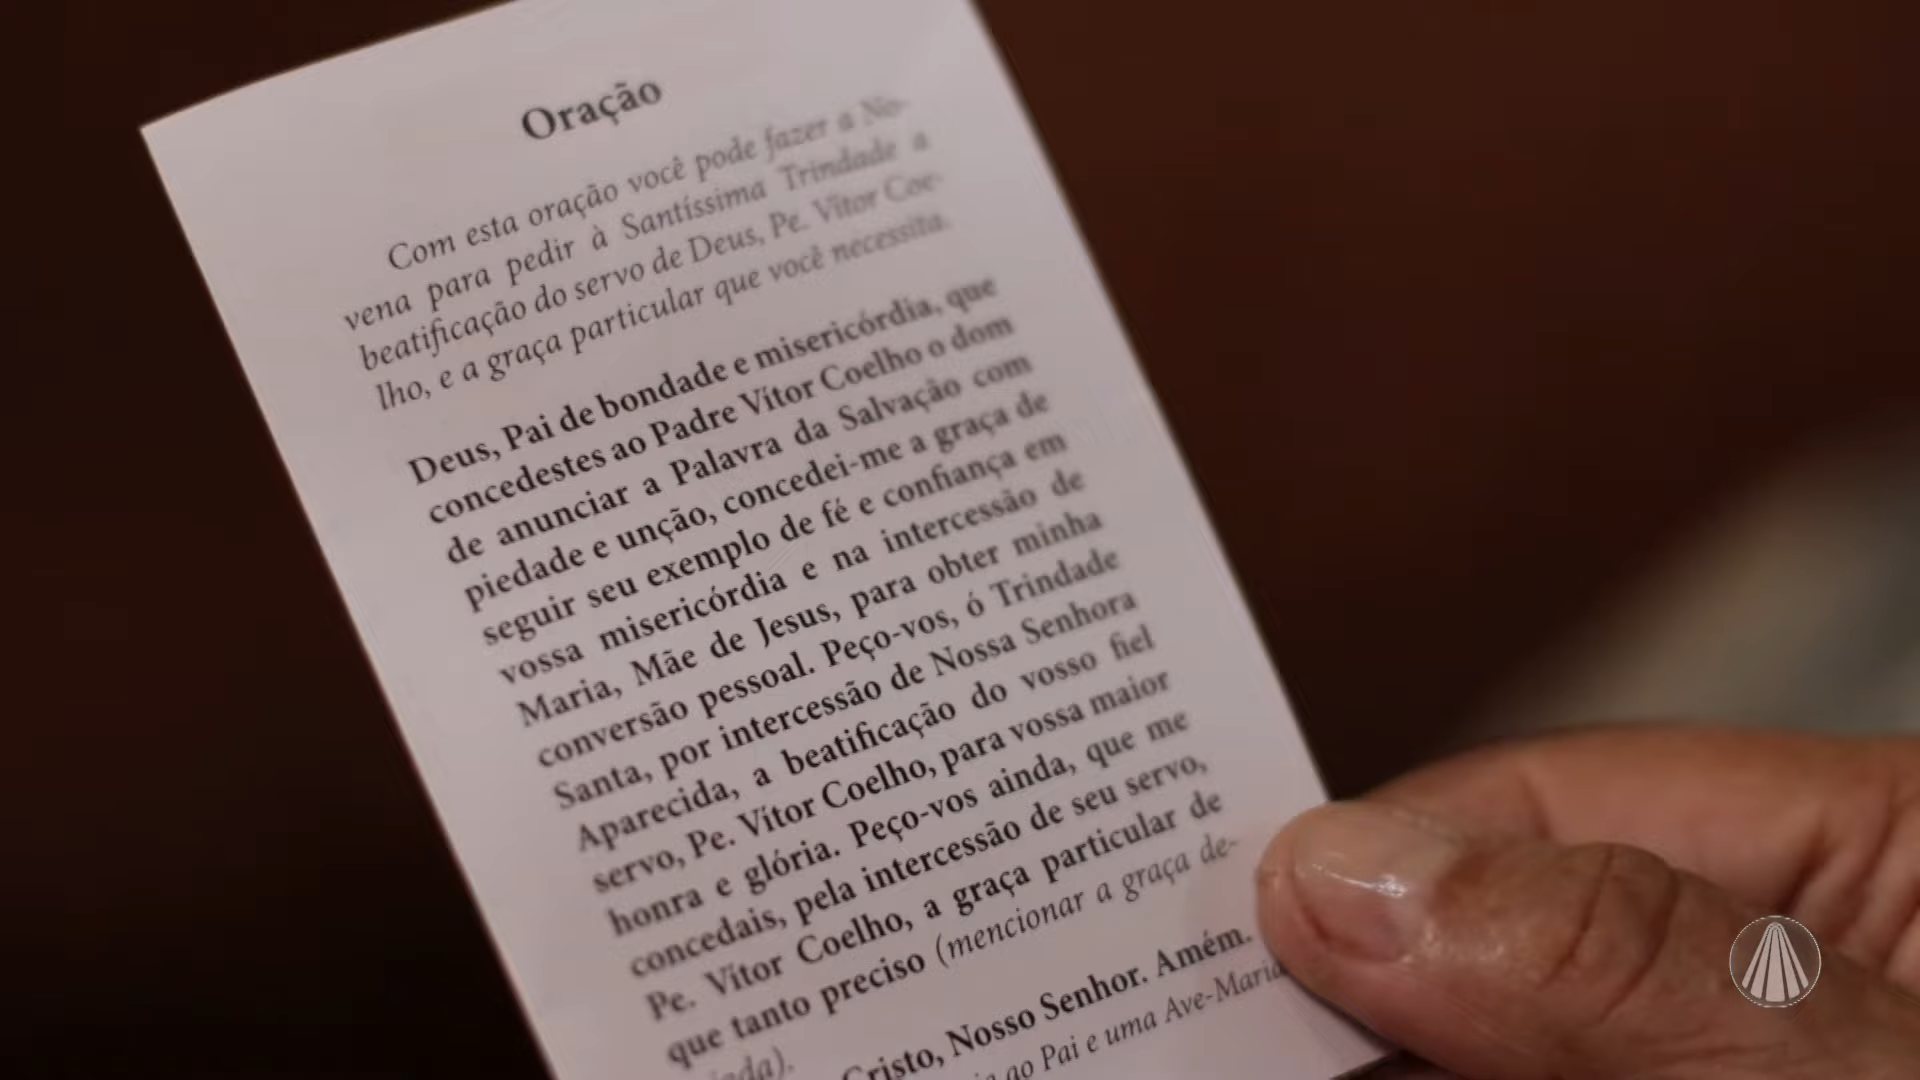 Oração
Com esta oração você pode fazer a No-
vena para pedir à Santíssima Trindade a
beatificação do servo de Deus, Pe. Vítor Coe-
lho, e a graça particular que você necessita.
Deus, Pai de bondade e misericórdia, que
concedestes ao Padre Vítor Coelho o dom
de anunciar a Palavra da Salvação com
piedade e unção, concedei-me a graça de
seguir seu exemplo de fé e confiança em
vossa misericórdia e na intercessão de
Maria, Mãe de Jesus, para obter minha
conversão pessoal. Peço-vos, ó Trindade
Santa, por intercessão de Nossa Senhora
Aparecida, a beatificação do vosso fiel
servo, Pe. Vítor Coelho, para vossa maior
honra e glória. Peço-vos ainda, que me
concedais, pela intercessão de seu servo,
Pe. Vítor Coelho, a graça particular de
que tanto preciso (mencionar a graça de-
Cristo, Nosso Senhor. Amém.
ao Pai e uma Ave-Maria